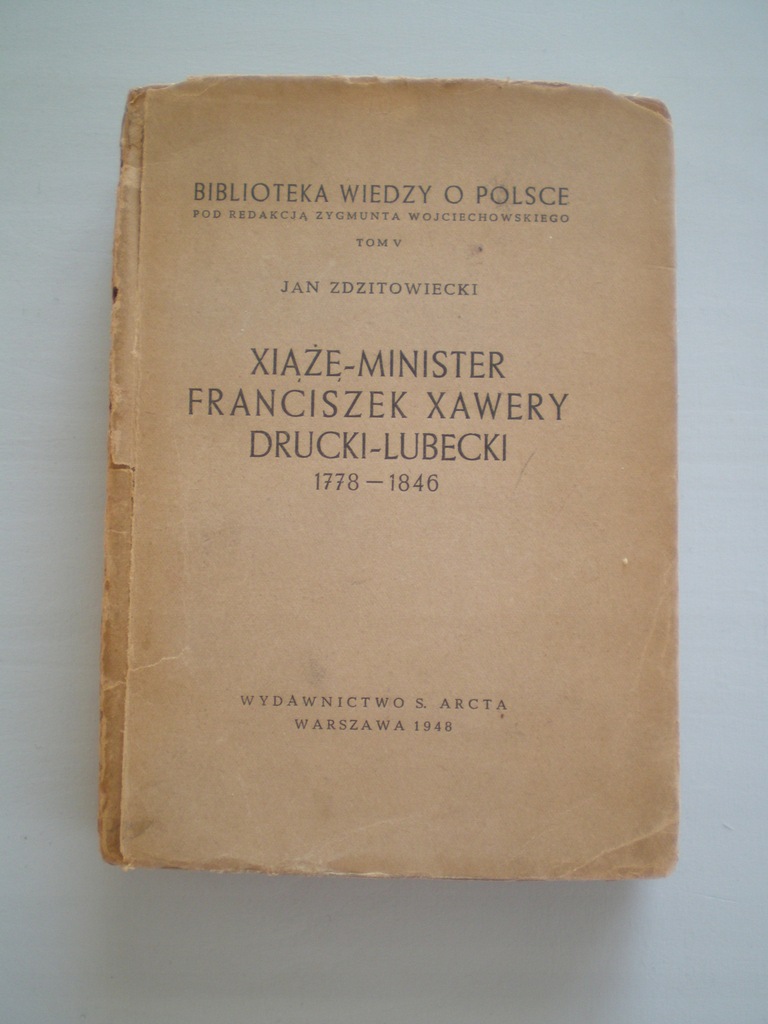 BIBLIOTEKA WIEDZY O POLSCE
POD REDAKCJĄ ZYGMUNTA WOJCIECHOWSKIEGO
TOM V
JAN ZDZITOWIECKI
XIĄŻĘ-MINISTER
FRANCISZEK XAWERY
DRUCKI-LUBECKI
1778 — 1846
WYDAWNICTWO S. ARCTA
WARSZAWA 1948